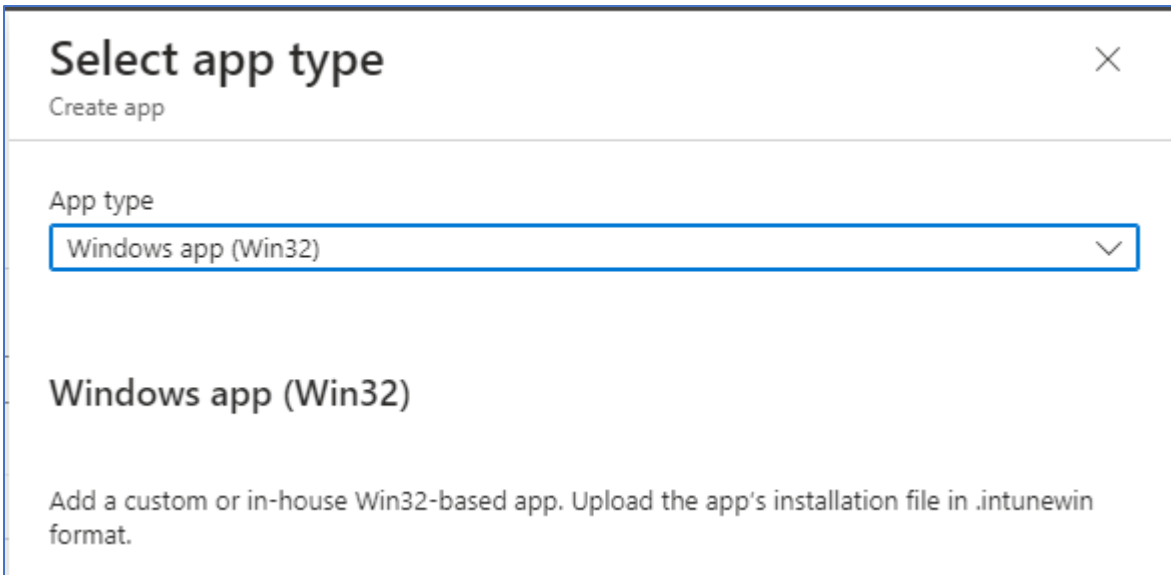 Select app type
Create app
App type
Windows app (Win32)
Windows app (Win32)
Add a custom or in-house Win32-based app. Upload the app's installation file in .intunewin
format.